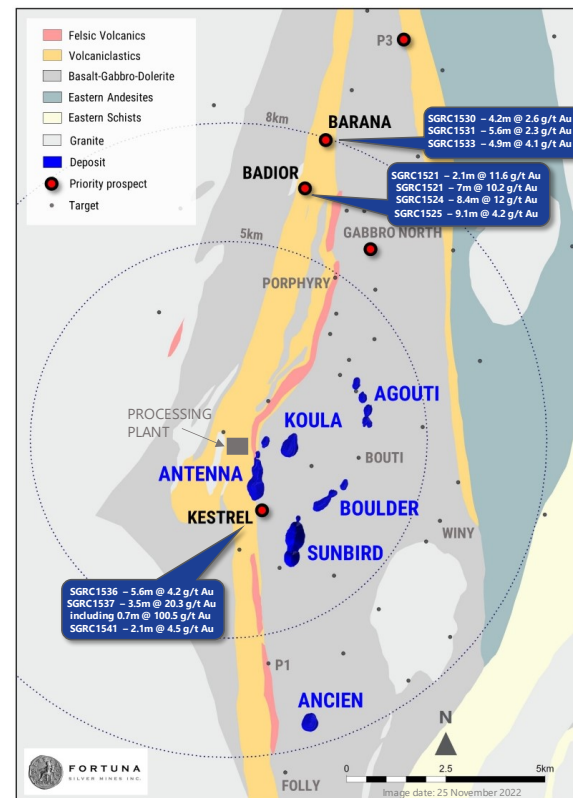 Felsic Volcanics
Volcaniclastics
Basalt-Gabbro-Dolerite
Eastern Andesites
Eastern Schists
Granite
Deposit
Priority prospect
Target
P3
8km
BARANA
SGRC1530 – 4.2m @ 2.6 g/t Au
SGRC1531 – 5.6m @ 2.3 g/t Au
SGRC1533 – 4.9m @ 4.1 g/t Au
BADIOR
SGRC1521 – 2.1m @ 11.6 g/t Au
SGRC1521 – 7m @ 10.2 g/t Au
SGRC1524 – 8.4m @ 12 g/t Au
SGRC1525 – 9.1m @ 4.2 g/t Au
5km
GABBRO NORTH
PORPHYRY
AGOUTI
PROCESSING
PLANT
KOULA
BOUTI
ANTENNA
BOULDER
KESTREL
WINY
SUNBIRD
SGRC1536 – 5.6m @ 4.2 g/t Au
SGRC1537 – 3.5m @ 20.3 g/t Au
including 0.7m @ 100.5 g/t Au
SGRC1541 – 2.1m @ 4.5 g/t Au
P1
ANCIEN
N
FORTUNA
SILVER MINES INC.
FOLLY
0 2.5 5km
Image date: 25 November 2022